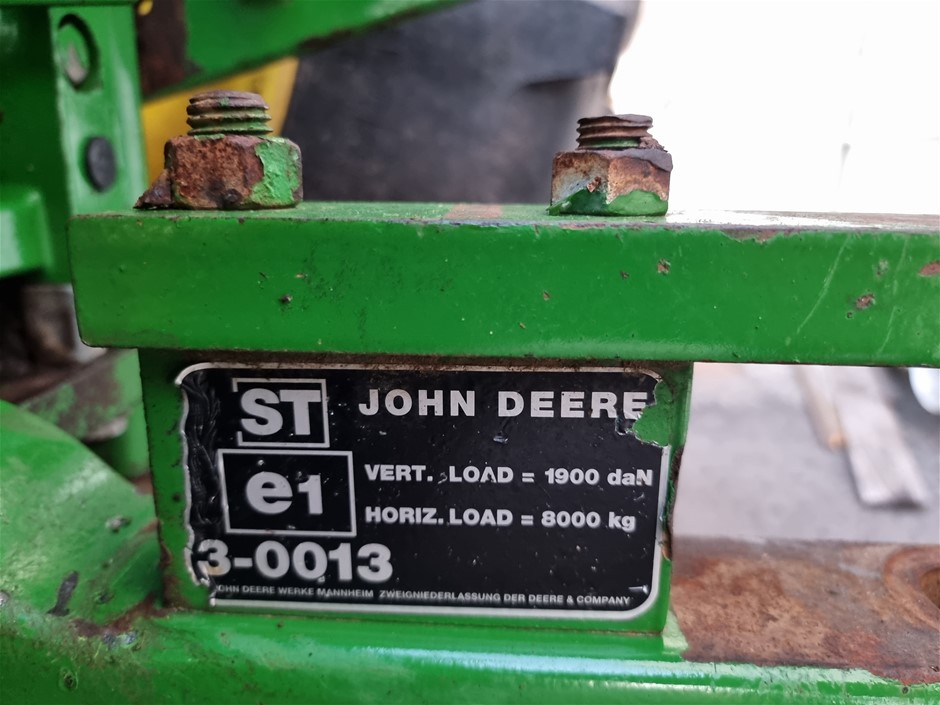 ST JOHN DEERE
e1 VERT. LOAD = 1900 daN
HORIZ. LOAD = 8000 kg
3-0013
JOHN DEERE WERKE MANNHEIM ZWEIGNIEDERLASSUNG DER DEERE & COMPANY